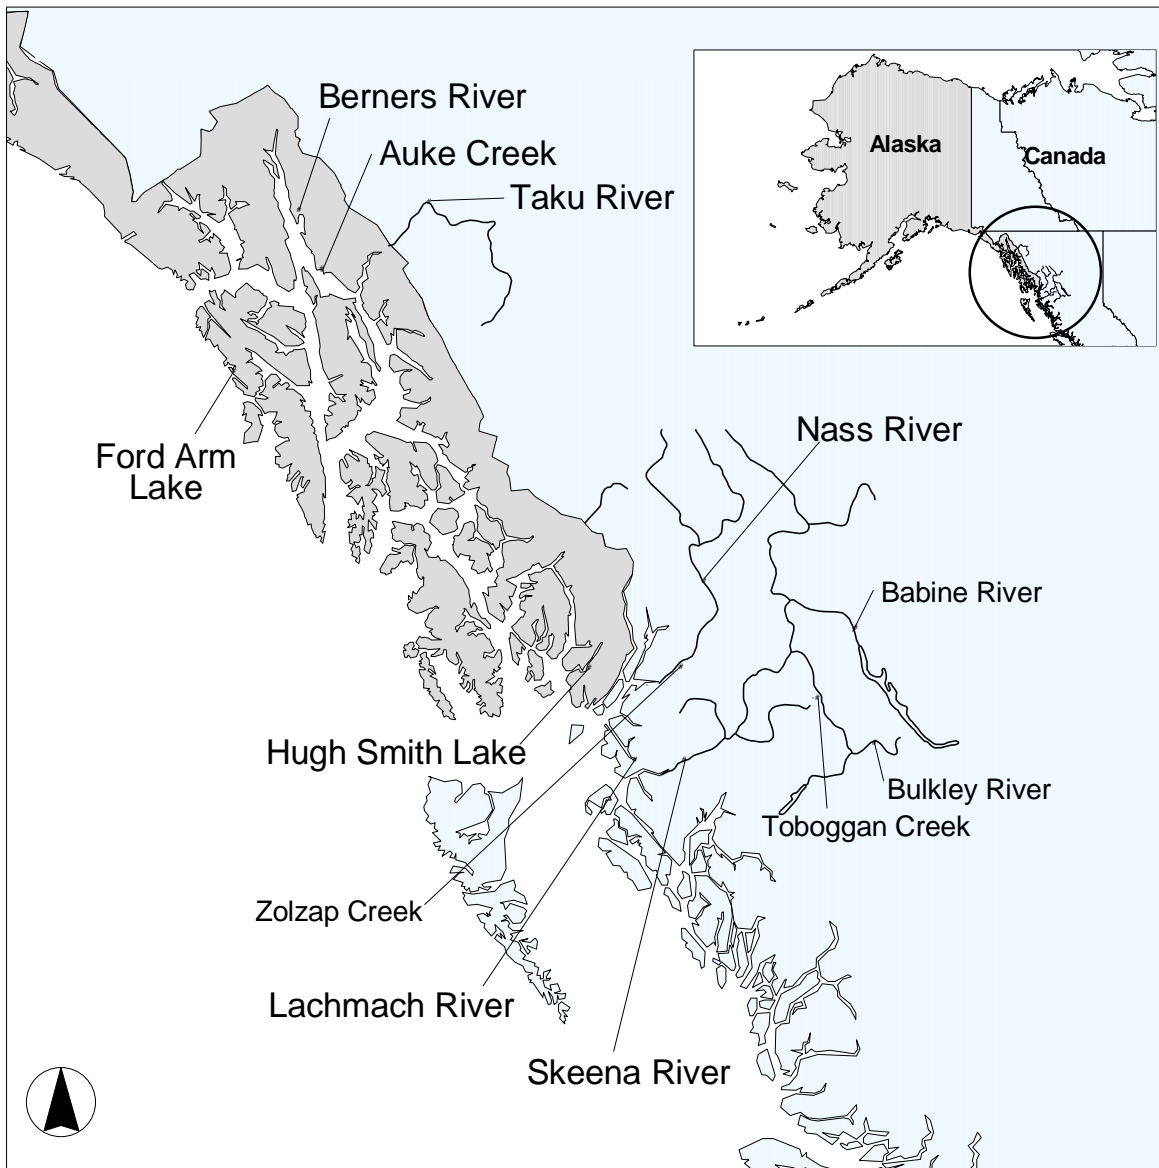 Berners River
Alaska
Canada
Auke Creek
Taku River
Nass River
Ford Arm
Lake
Babine River
Hugh Smith Lake
Bulkley River
Toboggan Creek
Zolzap Creek
Lachmach River
Skeena River